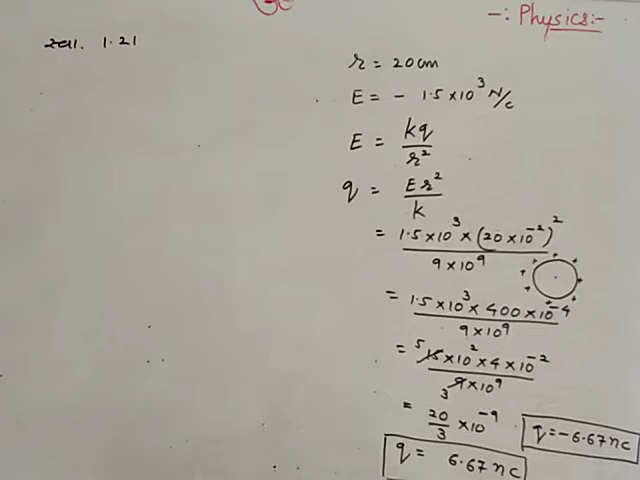 -: Physics:-
સ્વા. 1.21
r = 20cm
E = - 1.5 × 10³ N/C
E = kq / r²
q = Er² / k
= 1.5 × 10³ × (20 × 10⁻²)² / 9 × 10⁹
= 1.5 × 10³ × 400 × 10⁻⁴ / 9 × 10⁹
= 5 15 × 10² × 4 × 10⁻² / 3 9 × 10⁹
= 20/3 × 10⁻⁹
q = -6.67 nc
q = 6.67 nc